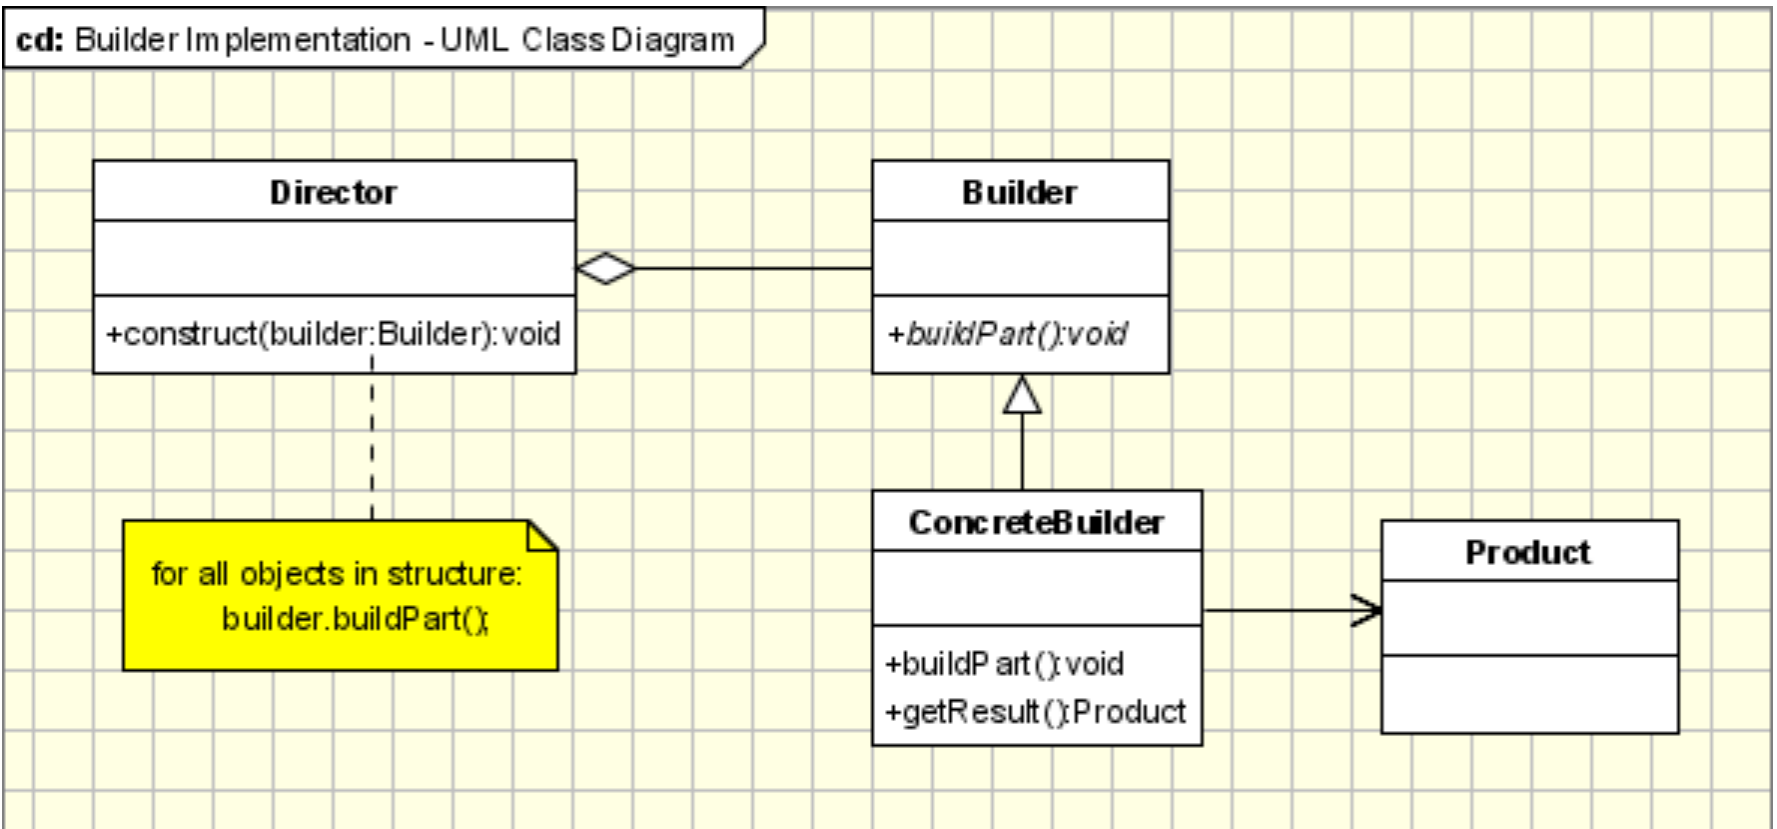 cd: Builder Implementation - UML Class Diagram
Director
+construct(builder:Builder):void
Builder
+buildPart():void
for all objects in structure:
builder.buildPart();
ConcreteBuilder
+buildPart():void
+getResult():Product
Product